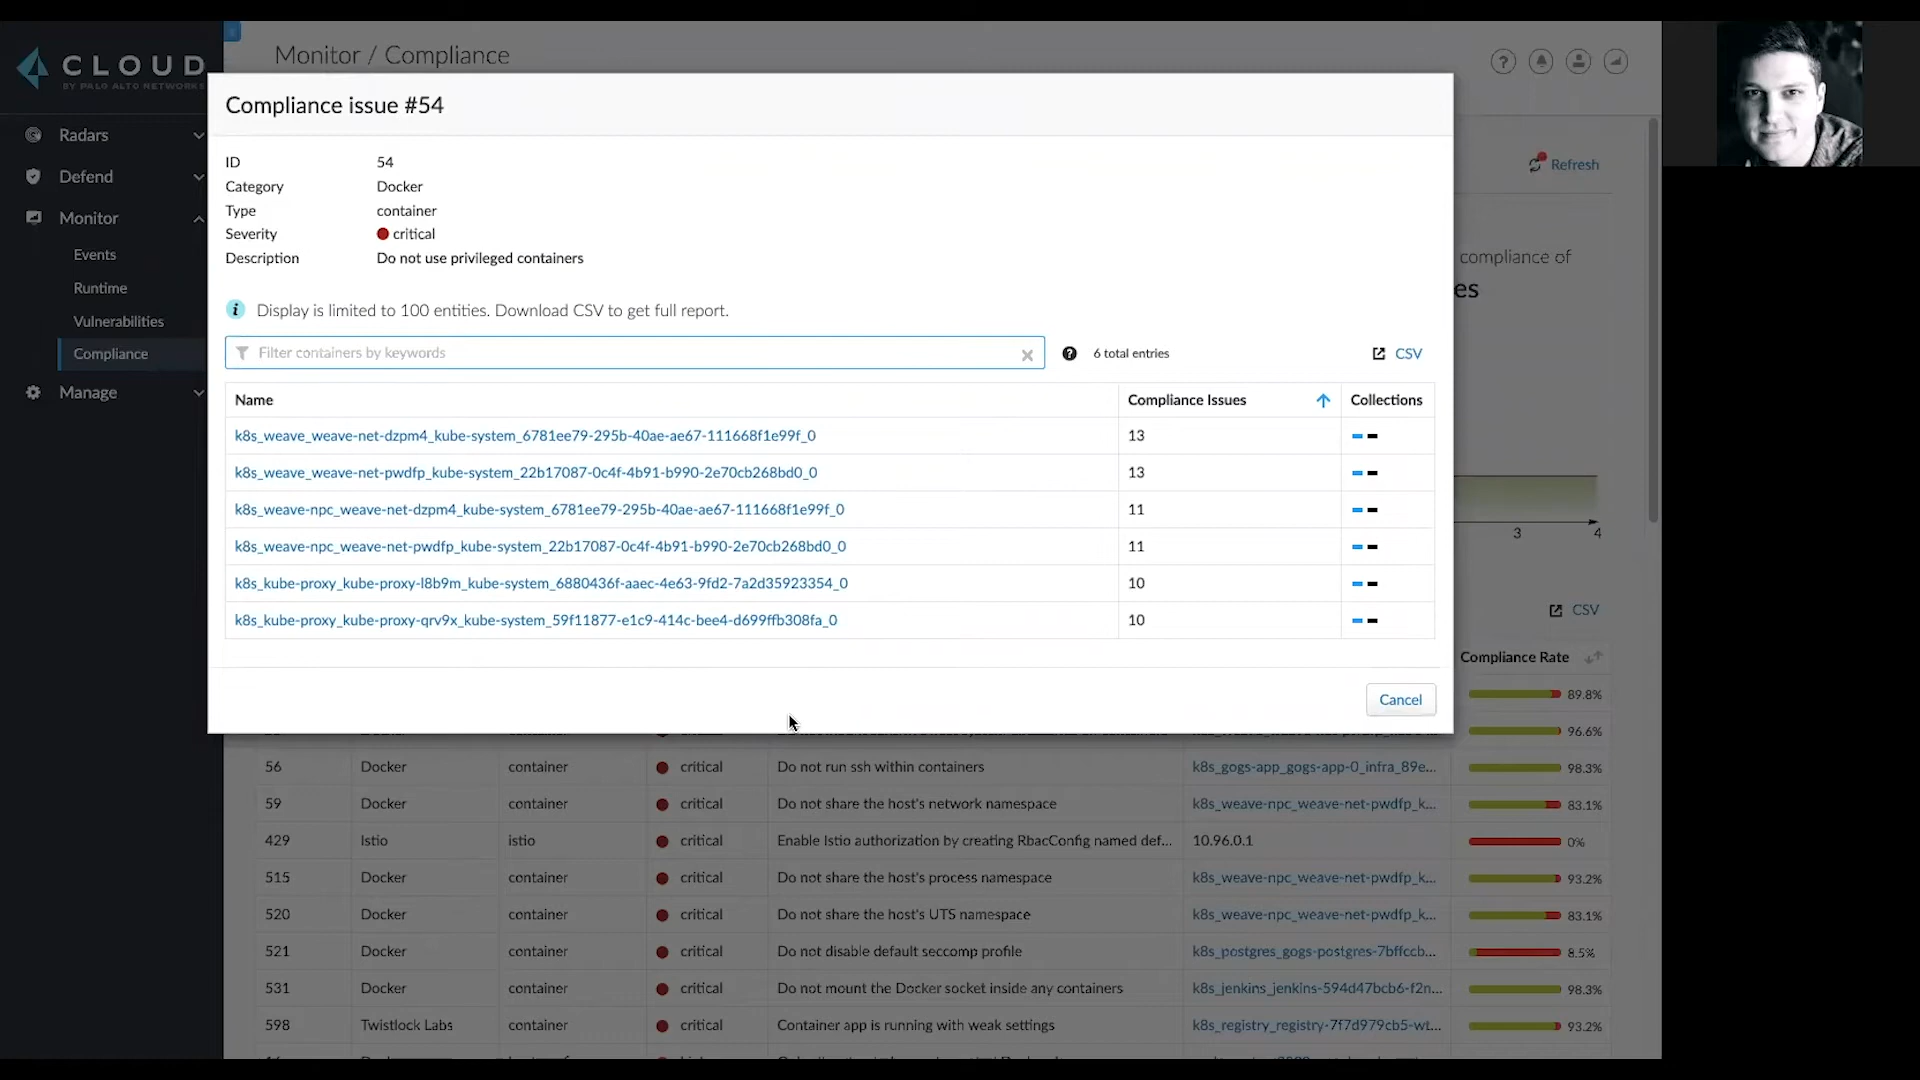 CLOUD
BY PALO ALTO NETWORKS
Monitor / Compliance
Radars
Defend
Monitor
Events
Runtime
Vulnerabilities
Compliance
Manage
Refresh
compliance of
es
Compliance issue #54
ID 54
Category Docker
Type container
Severity critical
Description Do not use privileged containers
Display is limited to 100 entities. Download CSV to get full report.
Filter containers by keywords
6 total entries
CSV
Name Compliance Issues Collections
k8s_weave_weave-net-dzpm4_kube-system_6781ee79-295b-40ae-ae67-111668f1e99f_0 13
k8s_weave_weave-net-pwdfp_kube-system_22b17087-0c4f-4b91-b990-2e70cb268bd0_0 13
k8s_weave-npc_weave-net-dzpm4_kube-system_6781ee79-295b-40ae-ae67-111668f1e99f_0 11
k8s_weave-npc_weave-net-pwdfp_kube-system_22b17087-0c4f-4b91-b990-2e70cb268bd0_0 11
k8s_kube-proxy_kube-proxy-l8b9m_kube-system_6880436f-aaec-4e63-9fd2-7a2d35923354_0 10
k8s_kube-proxy_kube-proxy-qrv9x_kube-system_59f11877-e1c9-414c-bee4-d699ffb308fa_0 10
Cancel
3 4
CSV
Compliance Rate
89.8%
96.6%
56 Docker container critical Do not run ssh within containers k8s_gogs-app_gogs-app-0_infra_89e... 98.3%
59 Docker container critical Do not share the host's network namespace k8s_weave-npc_weave-net-pwdfp_k... 83.1%
429 Istio istio critical Enable Istio authorization by creating RbacConfig named def... 10.96.0.1 0%
515 Docker container critical Do not share the host's process namespace k8s_weave-npc_weave-net-pwdfp_k... 93.2%
520 Docker container critical Do not share the host's UTS namespace k8s_weave-npc_weave-net-pwdfp_k... 83.1%
521 Docker container critical Do not disable default seccomp profile k8s_postgres_gogs-postgres-7bffccb... 8.5%
531 Docker container critical Do not mount the Docker socket inside any containers k8s_jenkins_jenkins-594d47bcb6-f2n... 98.3%
598 Twistlock Labs container critical Container app is running with weak settings k8s_registry_registry-7f7d979cb5-wt... 93.2%